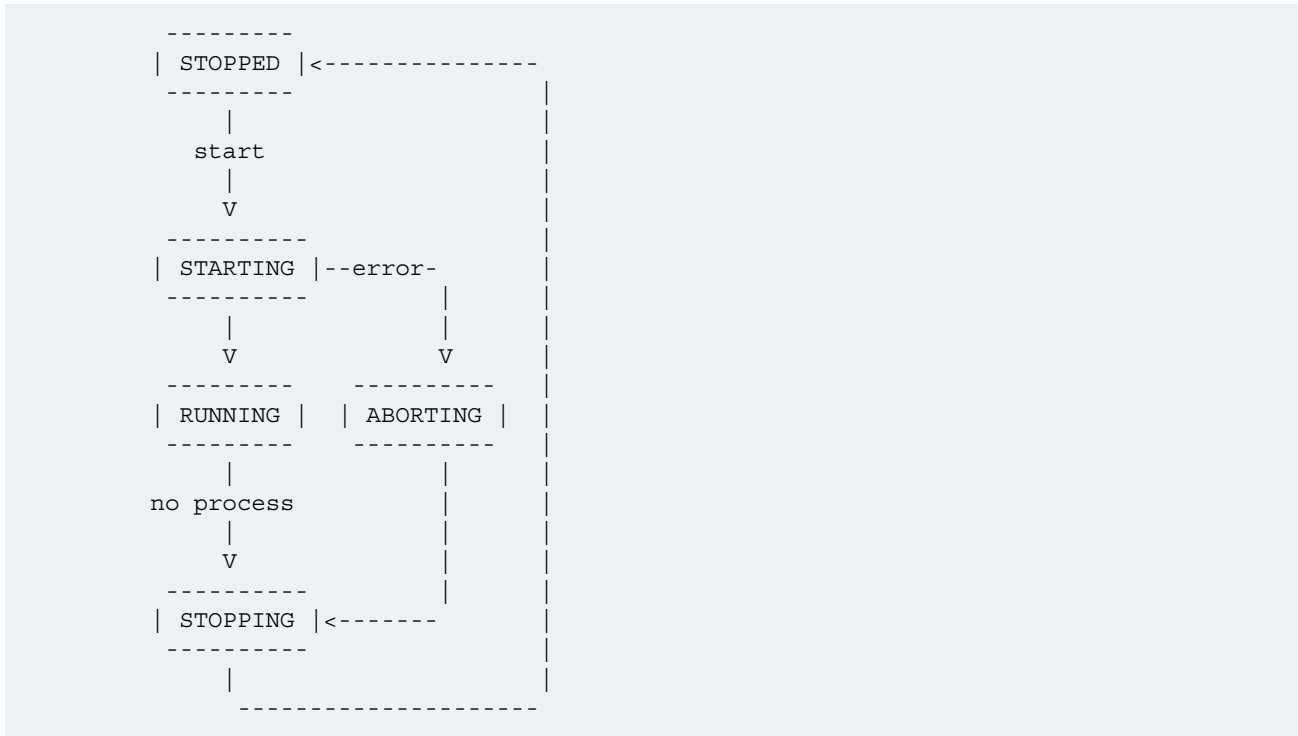 ---------
| STOPPED |<---------------
---------                 |
|                     |
start                   |
|                     |
V                     |
----------                |
| STARTING |--error-      |
----------         |      |
|              |      |
V              V      |
---------    ----------   |
| RUNNING |  | ABORTING | |
---------    ----------   |
|              |      |
no process         |      |
|              |      |
V              |      |
----------         |      |
| STOPPING |<-------      |
----------                |
|                     |
---------------------